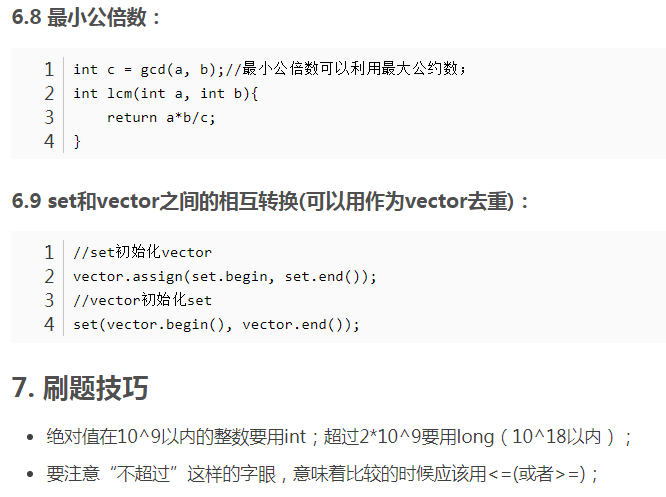 6.8 最小公倍数：
1 int c = gcd(a, b);//最小公倍数可以利用最大公约数；
2 int lcm(int a, int b){
3     return a*b/c;
4 }
6.9 set和vector之间的相互转换(可以用作为vector去重)：
1 //set初始化vector
2 vector.assign(set.begin, set.end());
3 //vector初始化set
4 set(vector.begin(), vector.end());
7. 刷题技巧
• 绝对值在10^9以内的整数要用int；超过2*10^9要用long（10^18以内）；
• 要注意“不超过”这样的字眼，意味着比较的时候应该用<=(或者>=)；